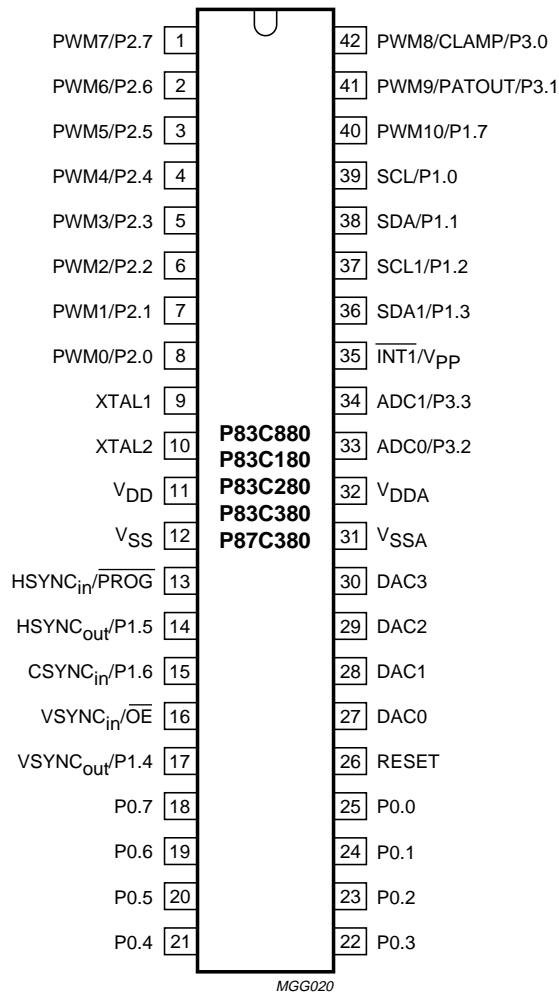 PWM7/P2.7 1 42 PWM8/CLAMP/P3.0
PWM6/P2.6 2 41 PWM9/PATOUT/P3.1
PWM5/P2.5 3 40 PWM10/P1.7
PWM4/P2.4 4 39 SCL/P1.0
PWM3/P2.3 5 38 SDA/P1.1
PWM2/P2.2 6 37 SCL1/P1.2
PWM1/P2.1 7 36 SDA1/P1.3
PWM0/P2.0 8 35 INT1/VPP
XTAL1 9 34 ADC1/P3.3
XTAL2 10 33 ADC0/P3.2
P83C880
P83C180
P83C280
P83C380
P87C380
VDD 11 32 VDDA
VSS 12 31 VSSA
HSYNCin/PROG 13 30 DAC3
HSYNCout/P1.5 14 29 DAC2
CSYNCin/P1.6 15 28 DAC1
VSYNCin/OE 16 27 DAC0
VSYNCout/P1.4 17 26 RESET
P0.7 18 25 P0.0
P0.6 19 24 P0.1
P0.5 20 23 P0.2
P0.4 21 22 P0.3
MGG020